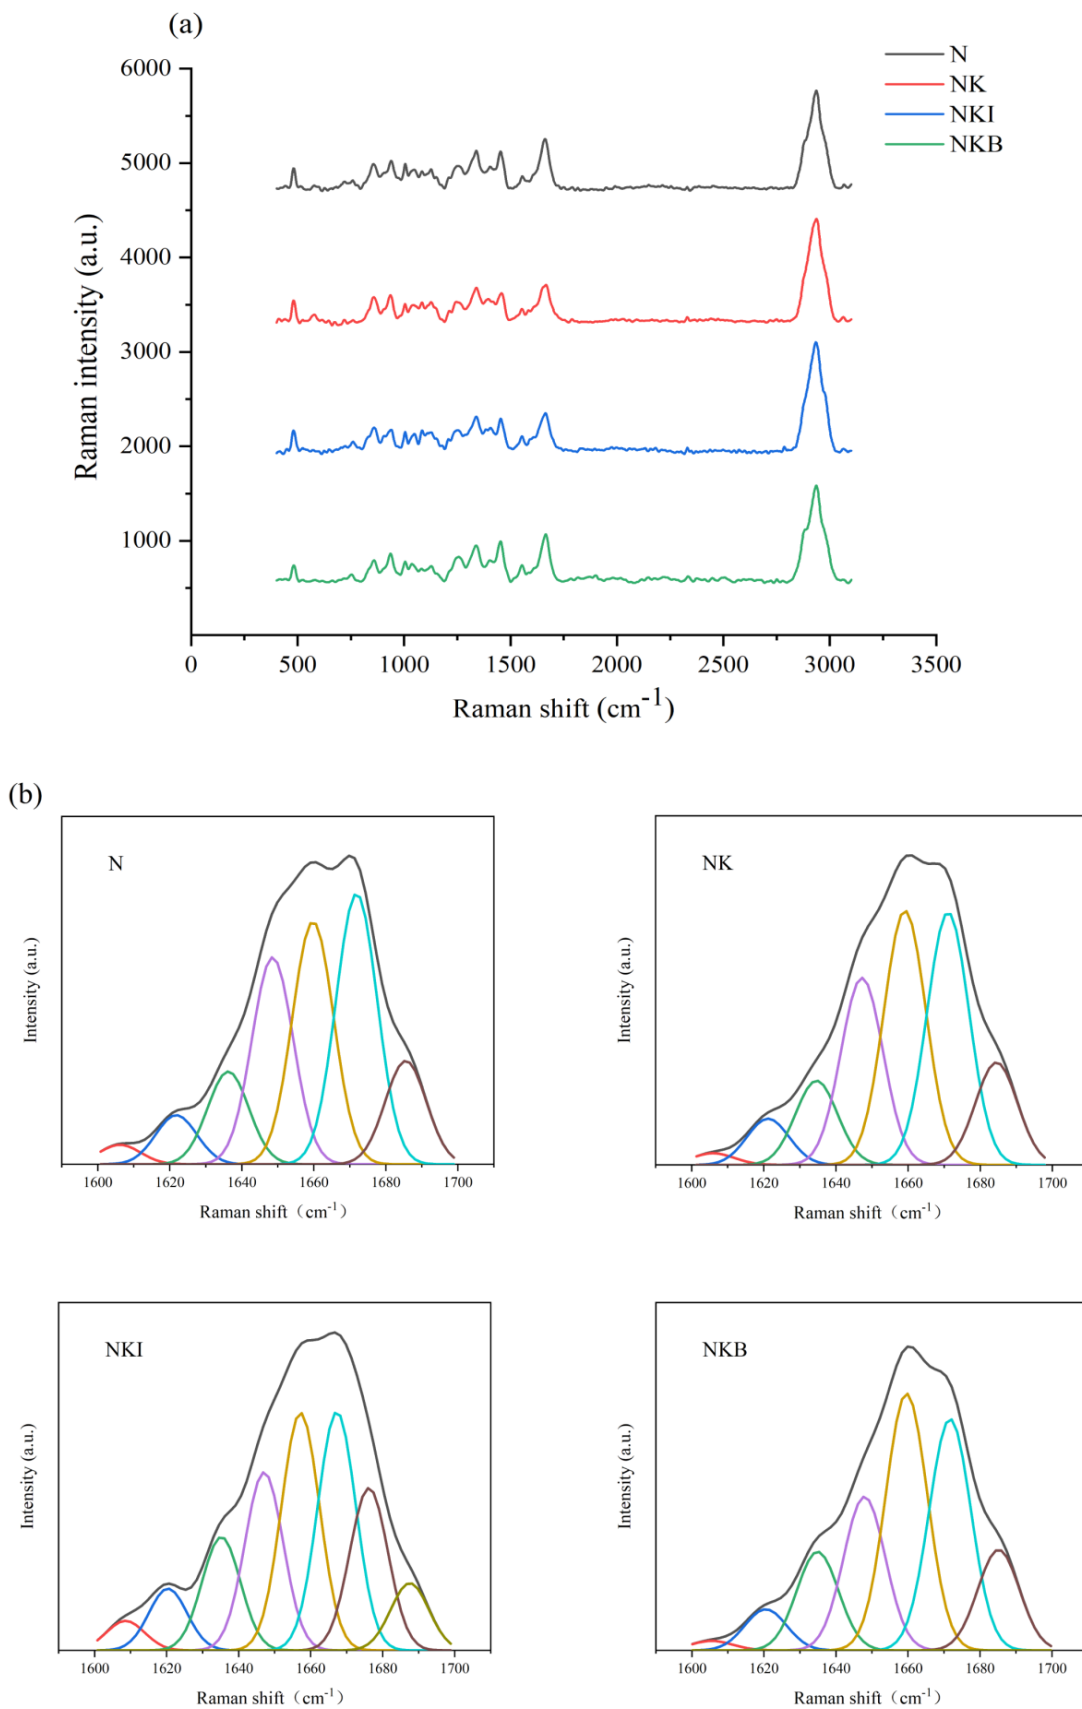 (a)
N
NK
NKI
NKB
6000
5000
4000
3000
2000
1000
Raman intensity (a.u.)
0 500 1000 1500 2000 2500 3000 3500
Raman shift (cm-1)
(b)
N
Intensity (a.u.)
1600 1620 1640 1660 1680 1700
Raman shift（cm-1）
NK
Intensity (a.u.)
1600 1620 1640 1660 1680 1700
Raman shift（cm-1）
NKI
Intensity (a.u.)
1600 1620 1640 1660 1680 1700
Raman shift（cm-1）
NKB
Intensity (a.u.)
1600 1620 1640 1660 1680 1700
Raman shift（cm-1）